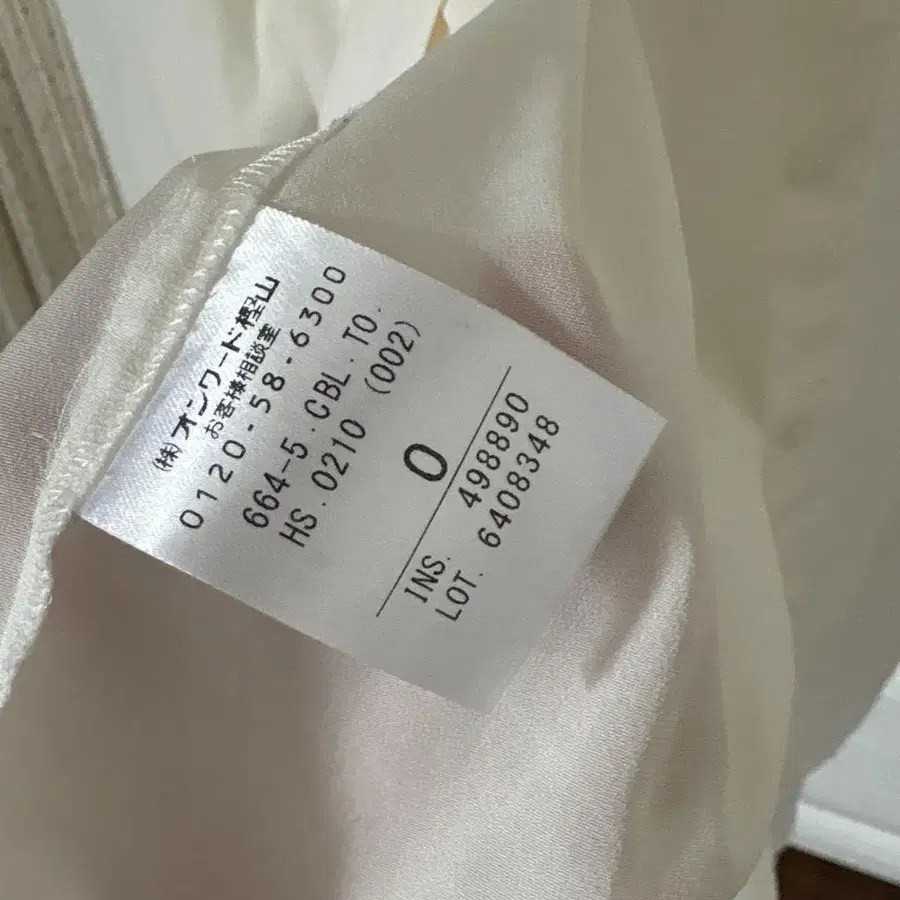 (株)オンワード樫山
お客様相談室
0120-58-6300
664-5.CBL.TO.
HS.0210 (002)
0
INS. 498890
LOT. 6408348